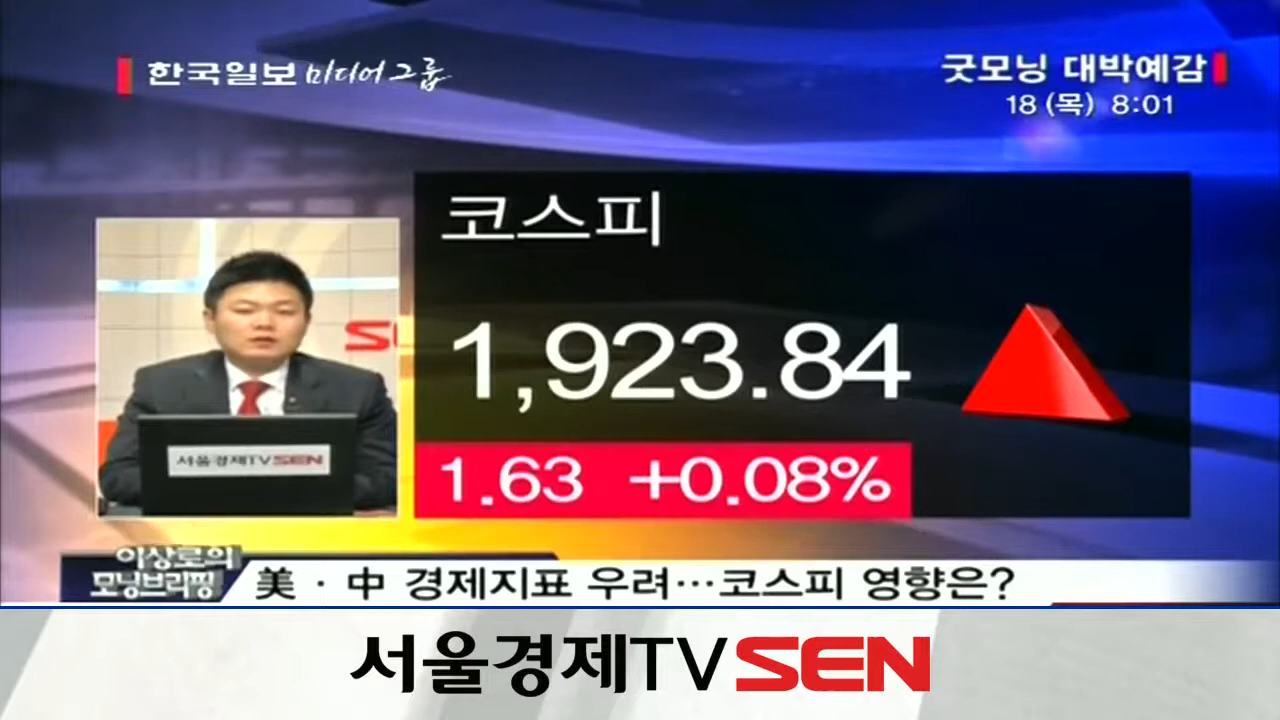 한국일보 미디어그룹
굿모닝 대박예감
18 (목) 8:01
코스피
1,923.84
1.63 +0.08%
서울경제TV SEN
이상로의
모닝브리핑
美 · 中 경제지표 우려…코스피 영향은?
서울경제TV SEN